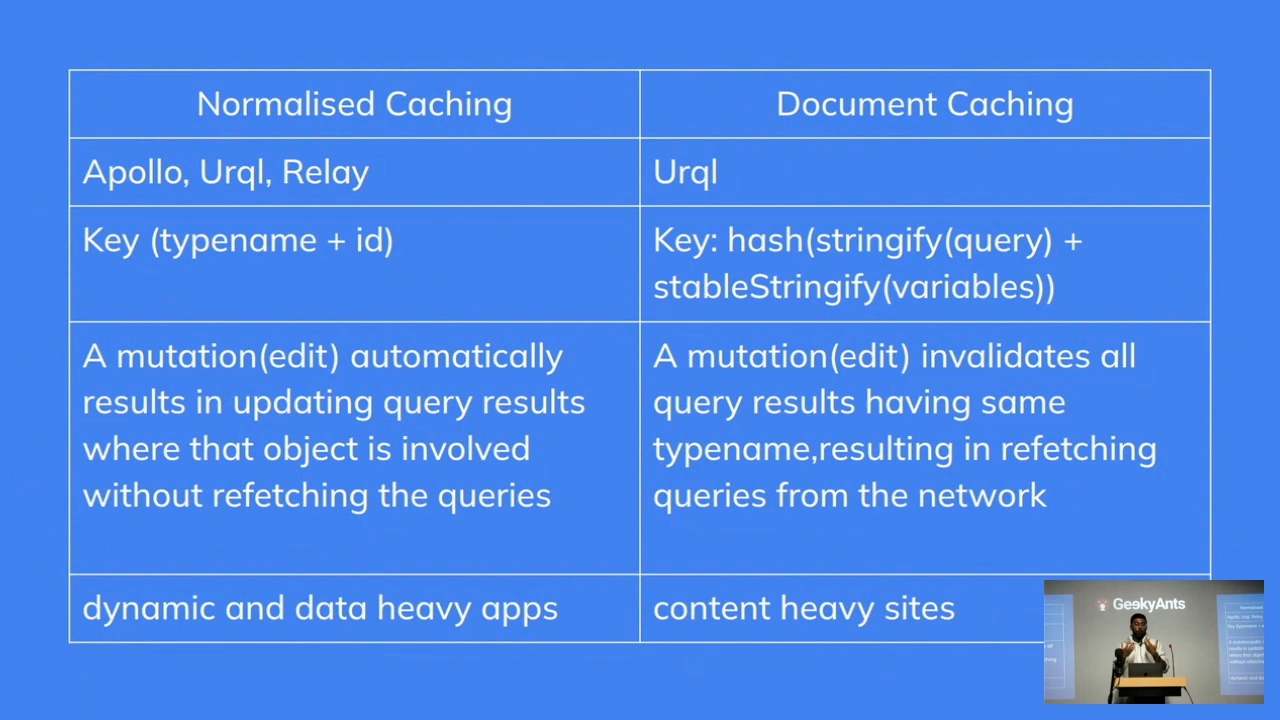 Normalised Caching
Document Caching
Apollo, Urql, Relay
Urql
Key (typename + id)
Key: hash(stringify(query) +
stableStringify(variables))
A mutation(edit) automatically
results in updating query results
where that object is involved
without refetching the queries
A mutation(edit) invalidates all
query results having same
typename,resulting in refetching
queries from the network
dynamic and data heavy apps
content heavy sites
GeekyAnts